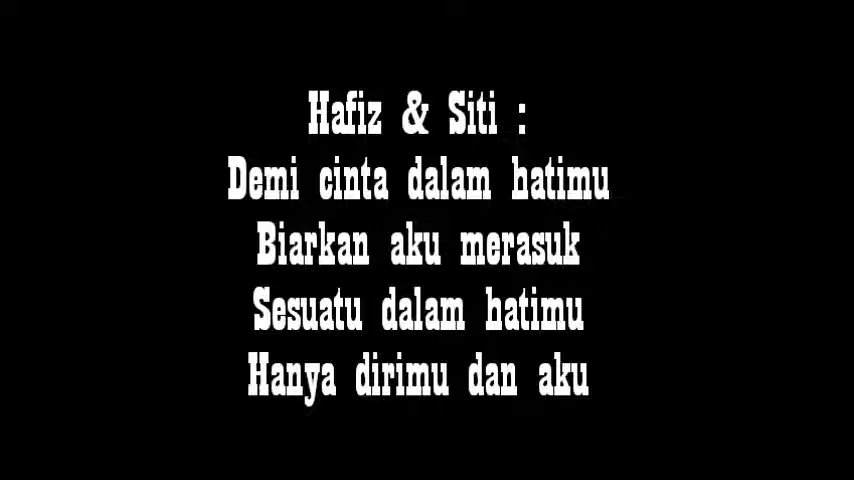 Hafiz & Siti :
Demi cinta dalam hatimu
Biarkan aku merasuk
Sesuatu dalam hatimu
Hanya dirimu dan aku